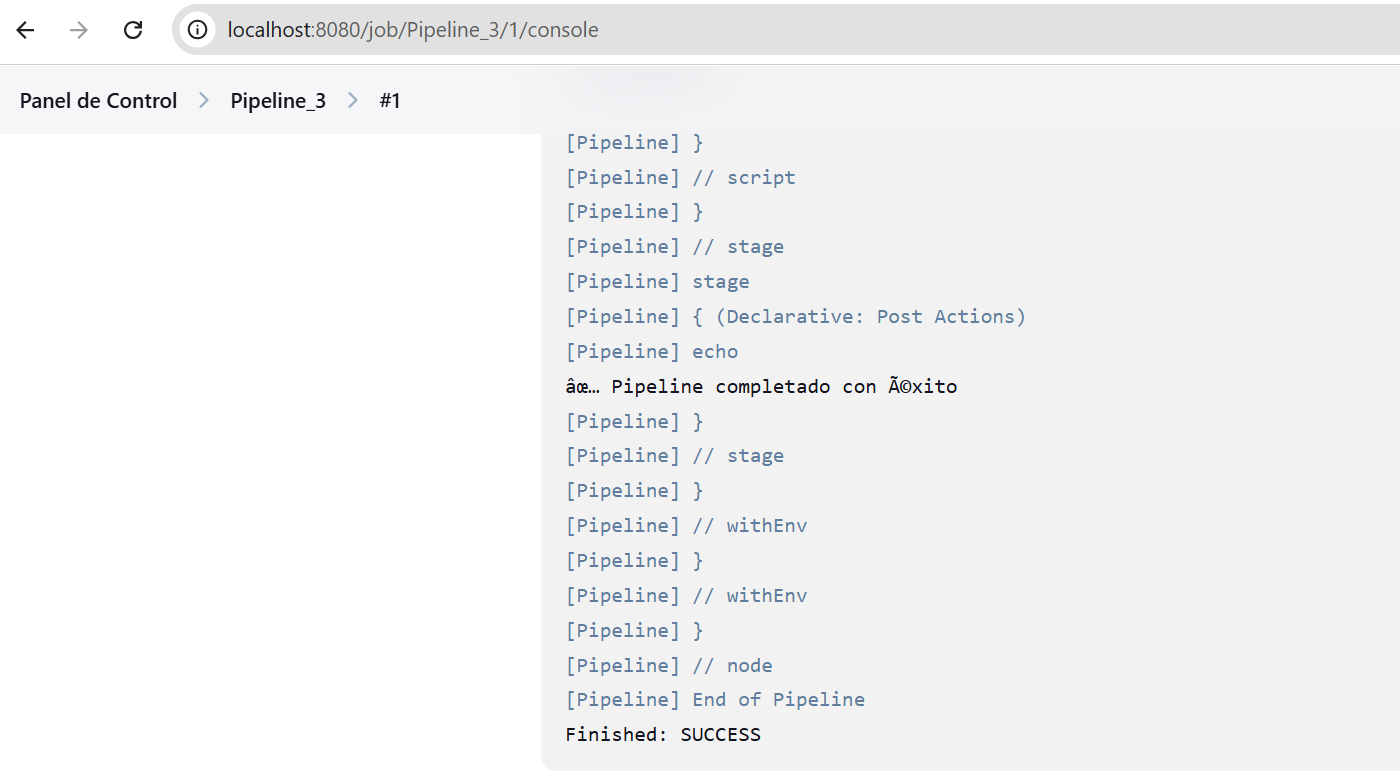 localhost:8080/job/Pipeline_3/1/console
Panel de Control > Pipeline_3 > #1
[Pipeline] }
[Pipeline] // script
[Pipeline] }
[Pipeline] // stage
[Pipeline] stage
[Pipeline] { (Declarative: Post Actions)
[Pipeline] echo
âœ… Pipeline completado con Ã©xito
[Pipeline] }
[Pipeline] // stage
[Pipeline] }
[Pipeline] // withEnv
[Pipeline] }
[Pipeline] // withEnv
[Pipeline] }
[Pipeline] // node
[Pipeline] End of Pipeline
Finished: SUCCESS